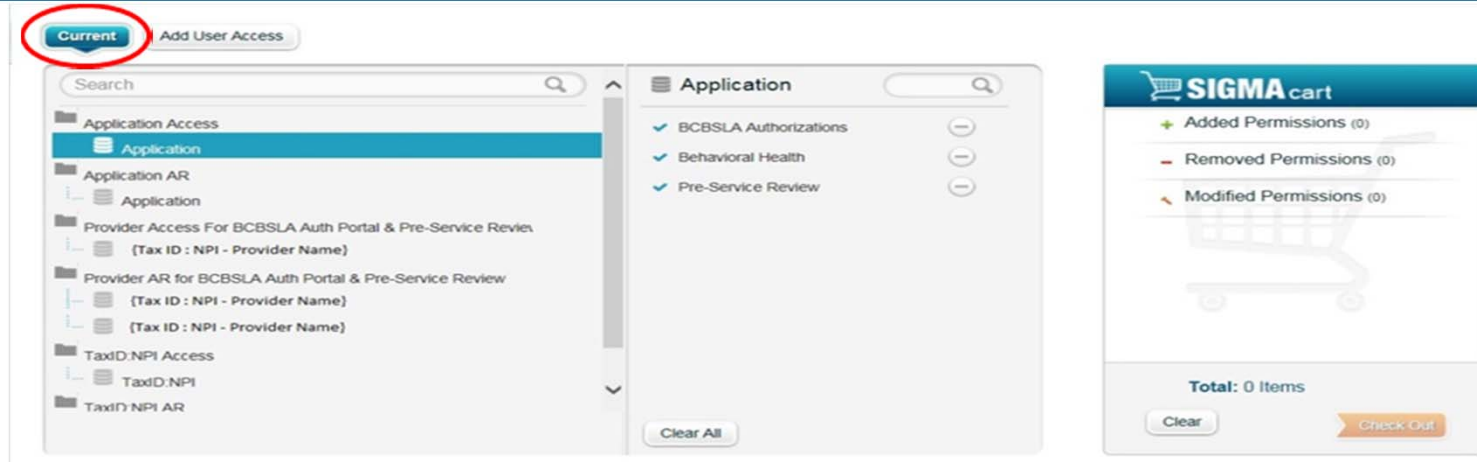 Current Add User Access
Search
Application Access
Application
Application AR
Application
Provider Access For BCBSLA Auth Portal & Pre-Service Review
{Tax ID : NPI - Provider Name}
Provider AR for BCBSLA Auth Portal & Pre-Service Review
{Tax ID : NPI - Provider Name}
{Tax ID : NPI - Provider Name}
TaxID:NPI Access
TaxID:NPI
TaxID:NPI AR
Application
BCBSLA Authorizations
Behavioral Health
Pre-Service Review
Clear All
SIGMA cart
Added Permissions (0)
Removed Permissions (0)
Modified Permissions (0)
Total: 0 Items
Clear Check Out